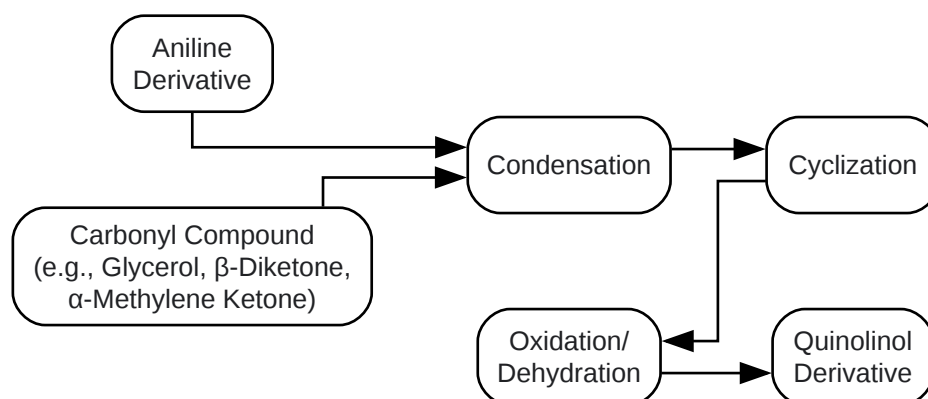 Aniline
Derivative
Condensation
Cyclization
Carbonyl Compound
(e.g., Glycerol, β-Diketone,
α-Methylene Ketone)
Oxidation/
Dehydration
Quinolinol
Derivative